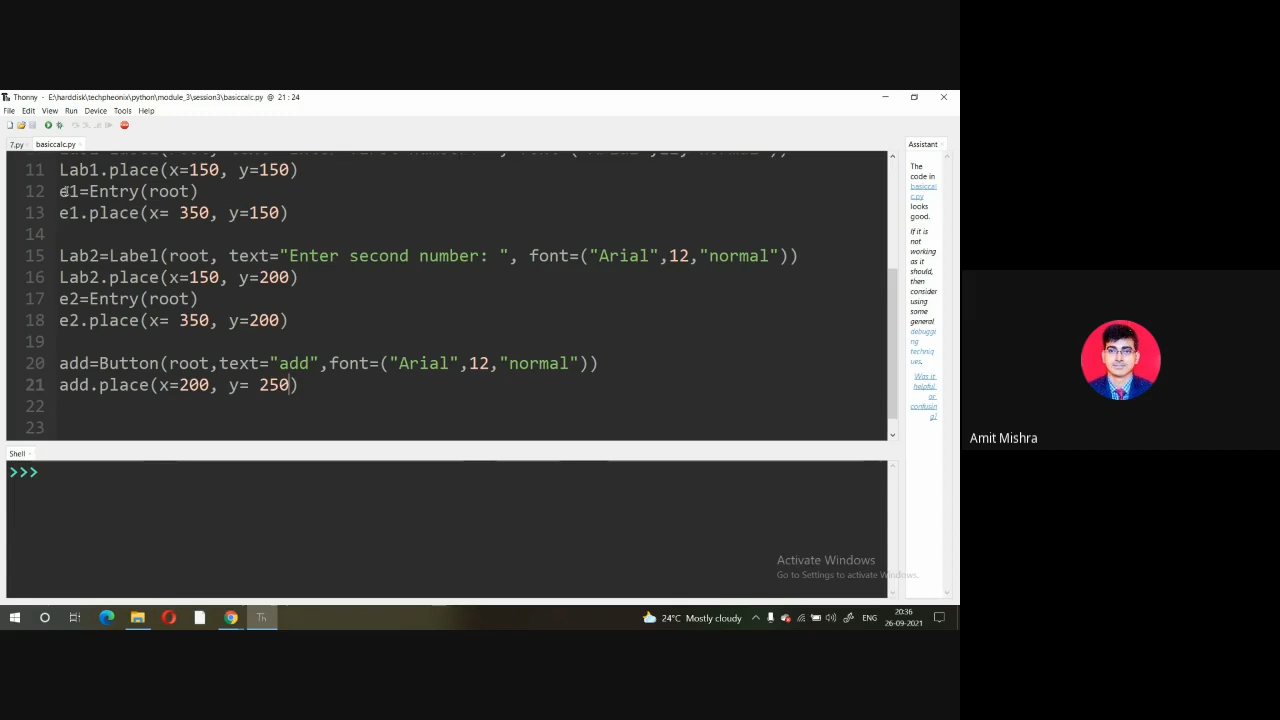 Thonny - E:\harddisk\techpheonix\python\module_3\session3\basiccalc.py @ 21 : 24
File Edit View Run Device Tools Help
7.py basiccalc.py
11 Lab1.place(x=150, y=150)
12 e1=Entry(root)
13 e1.place(x= 350, y=150)
14
15 Lab2=Label(root, text="Enter second number: ", font=("Arial",12,"normal"))
16 Lab2.place(x=150, y=200)
17 e2=Entry(root)
18 e2.place(x= 350, y=200)
19
20 add=Button(root,text="add",font=("Arial",12,"normal"))
21 add.place(x=200, y= 250)
22
23
Shell
>>>
Assistant
The
code in
basiccal
c.py
looks
good.
If it is
not
working
as it
should,
then
consider
using
some
general
debuggi
ng
techniq
ues.
Was it
helpful
or
confusin
g?
Amit Mishra
Activate Windows
Go to Settings to activate Windows.
24°C Mostly cloudy
ENG
20:36
26-09-2021